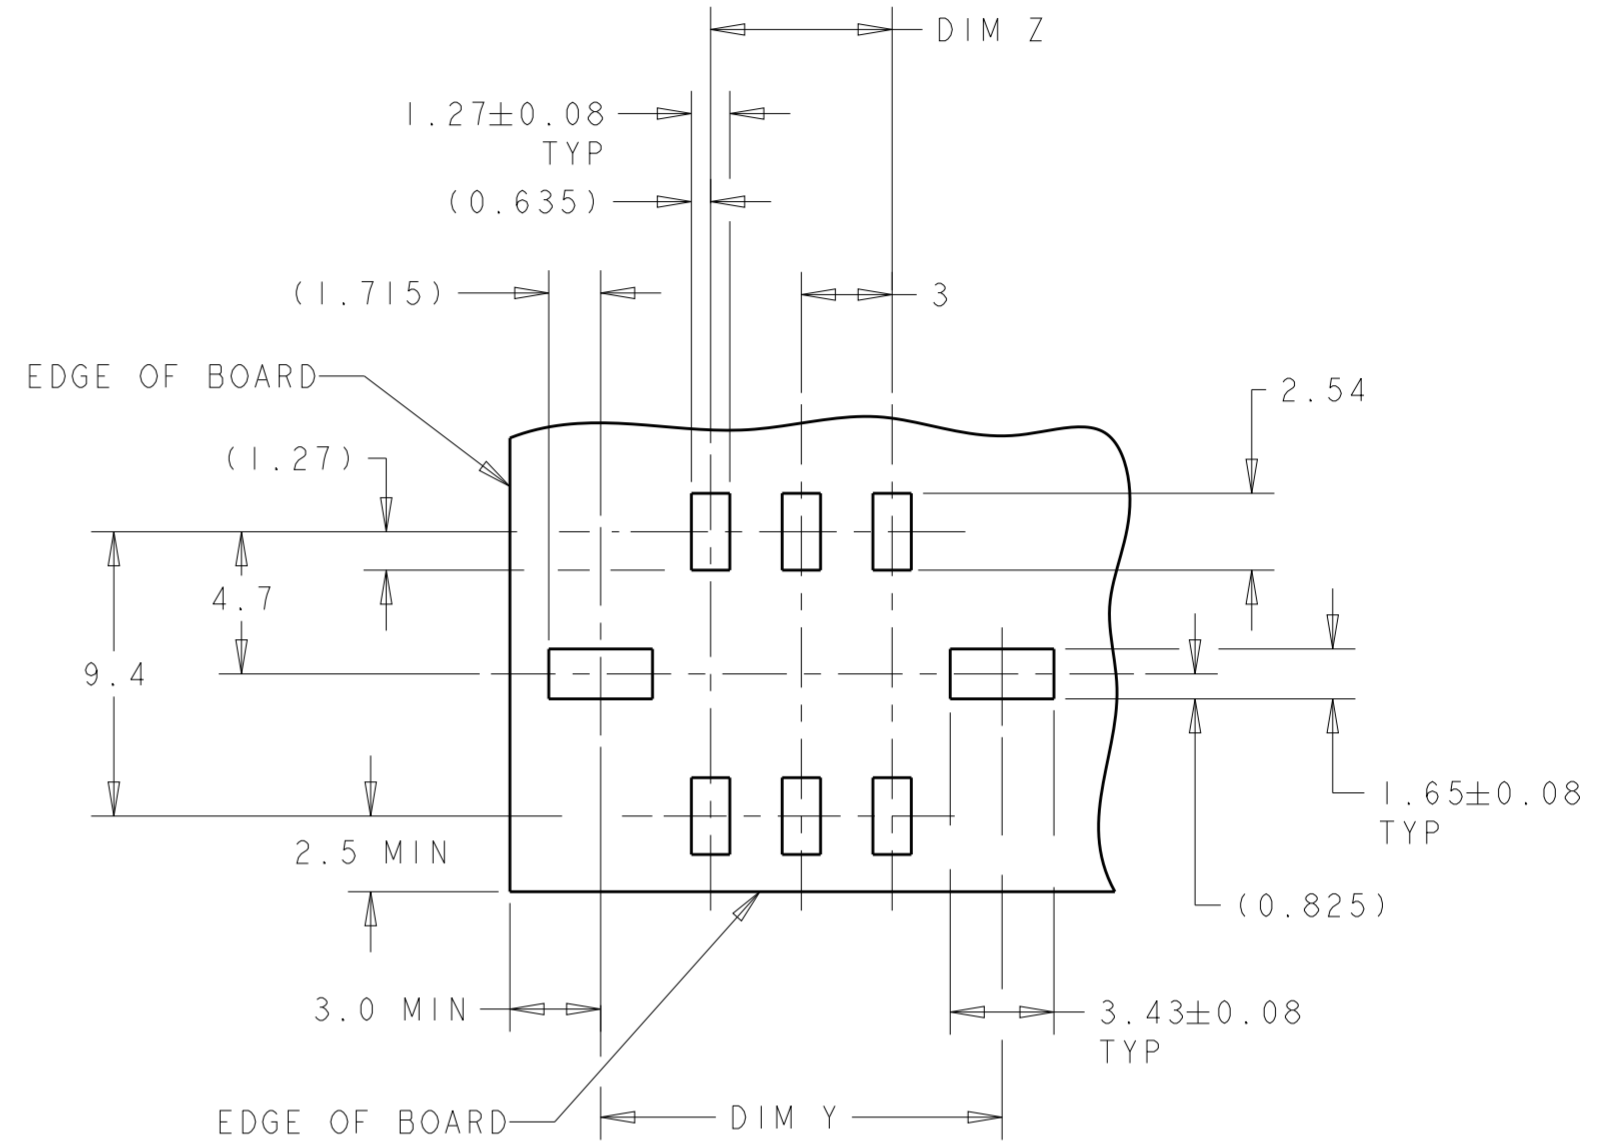 DIM Z
1.27±0.08
TYP
(0.635)
(1.715)
3
EDGE OF BOARD
2.54
(1.27)
4.7
9.4
1.65±0.08
TYP
2.5 MIN
(0.825)
3.0 MIN
3.43±0.08
TYP
EDGE OF BOARD
DIM Y